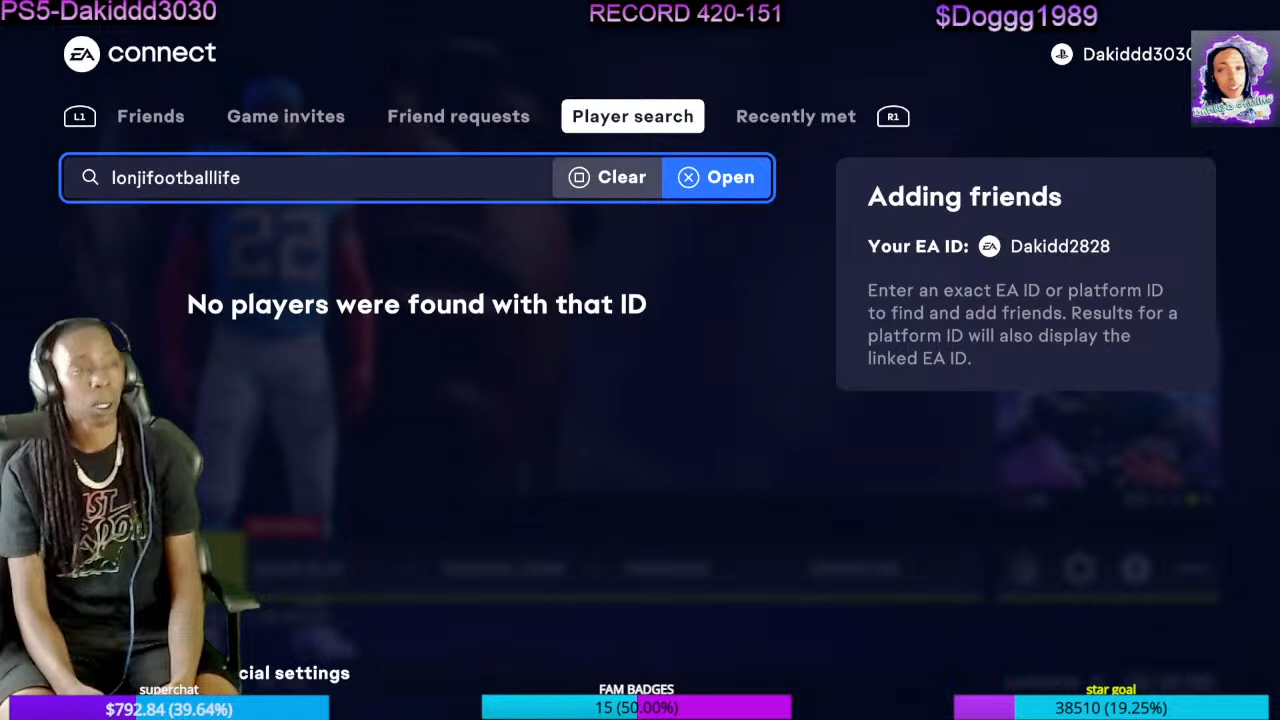 PS5-Dakiddd3030
RECORD 420-151
$Doggg1989
EA connect
Dakiddd3030
L1 Friends Game invites Friend requests Player search Recently met R1
lonjifootballlife Clear Open
No players were found with that ID
Adding friends
Your EA ID: EA Dakidd2828
Enter an exact EA ID or platform ID
to find and add friends. Results for a
platform ID will also display the
linked EA ID.
cial settings
superchat
$792.84 (39.64%)
FAM BADGES
15 (50.00%)
star goal
38510 (19.25%)